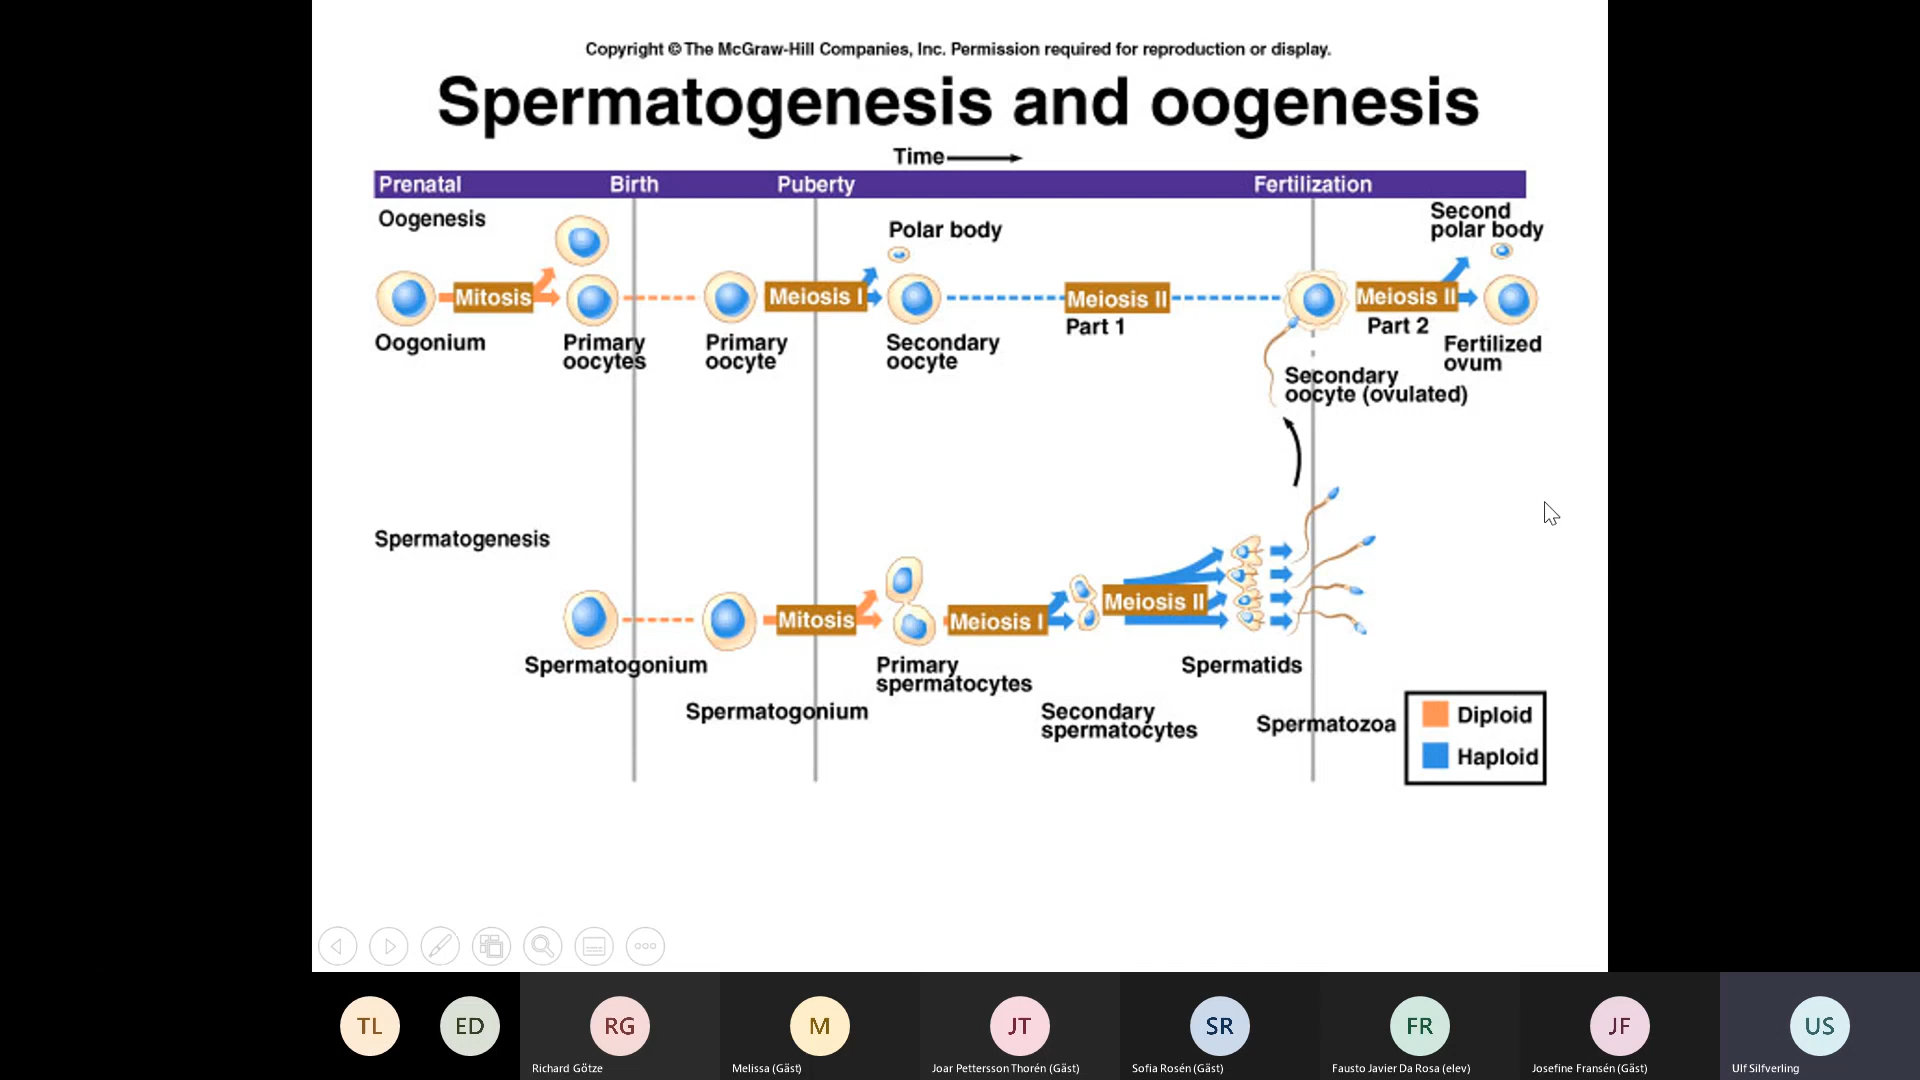 Copyright © The McGraw-Hill Companies, Inc. Permission required for reproduction or display.
Spermatogenesis and oogenesis
Time
Prenatal Birth Puberty Fertilization
Oogenesis
Polar body
Second
polar body
Mitosis
Meiosis I
Meiosis II
Part 1
Meiosis II
Part 2
Oogonium
Primary
oocytes
Primary
oocyte
Secondary
oocyte
Fertilized
ovum
Secondary
oocyte (ovulated)
Spermatogenesis
Mitosis
Meiosis I
Meiosis II
Spermatogonium
Spermatogonium
Primary
spermatocytes
Secondary
spermatocytes
Spermatids
Spermatozoa
Diploid
Haploid
TL
ED
RG
Richard Götze
M
Melissa (Gäst)
JT
Joar Pettersson Thorén (Gäst)
SR
Sofia Rosén (Gäst)
FR
Fausto Javier Da Rosa (elev)
JF
Josefine Fransén (Gäst)
US
Ulf Silfverling